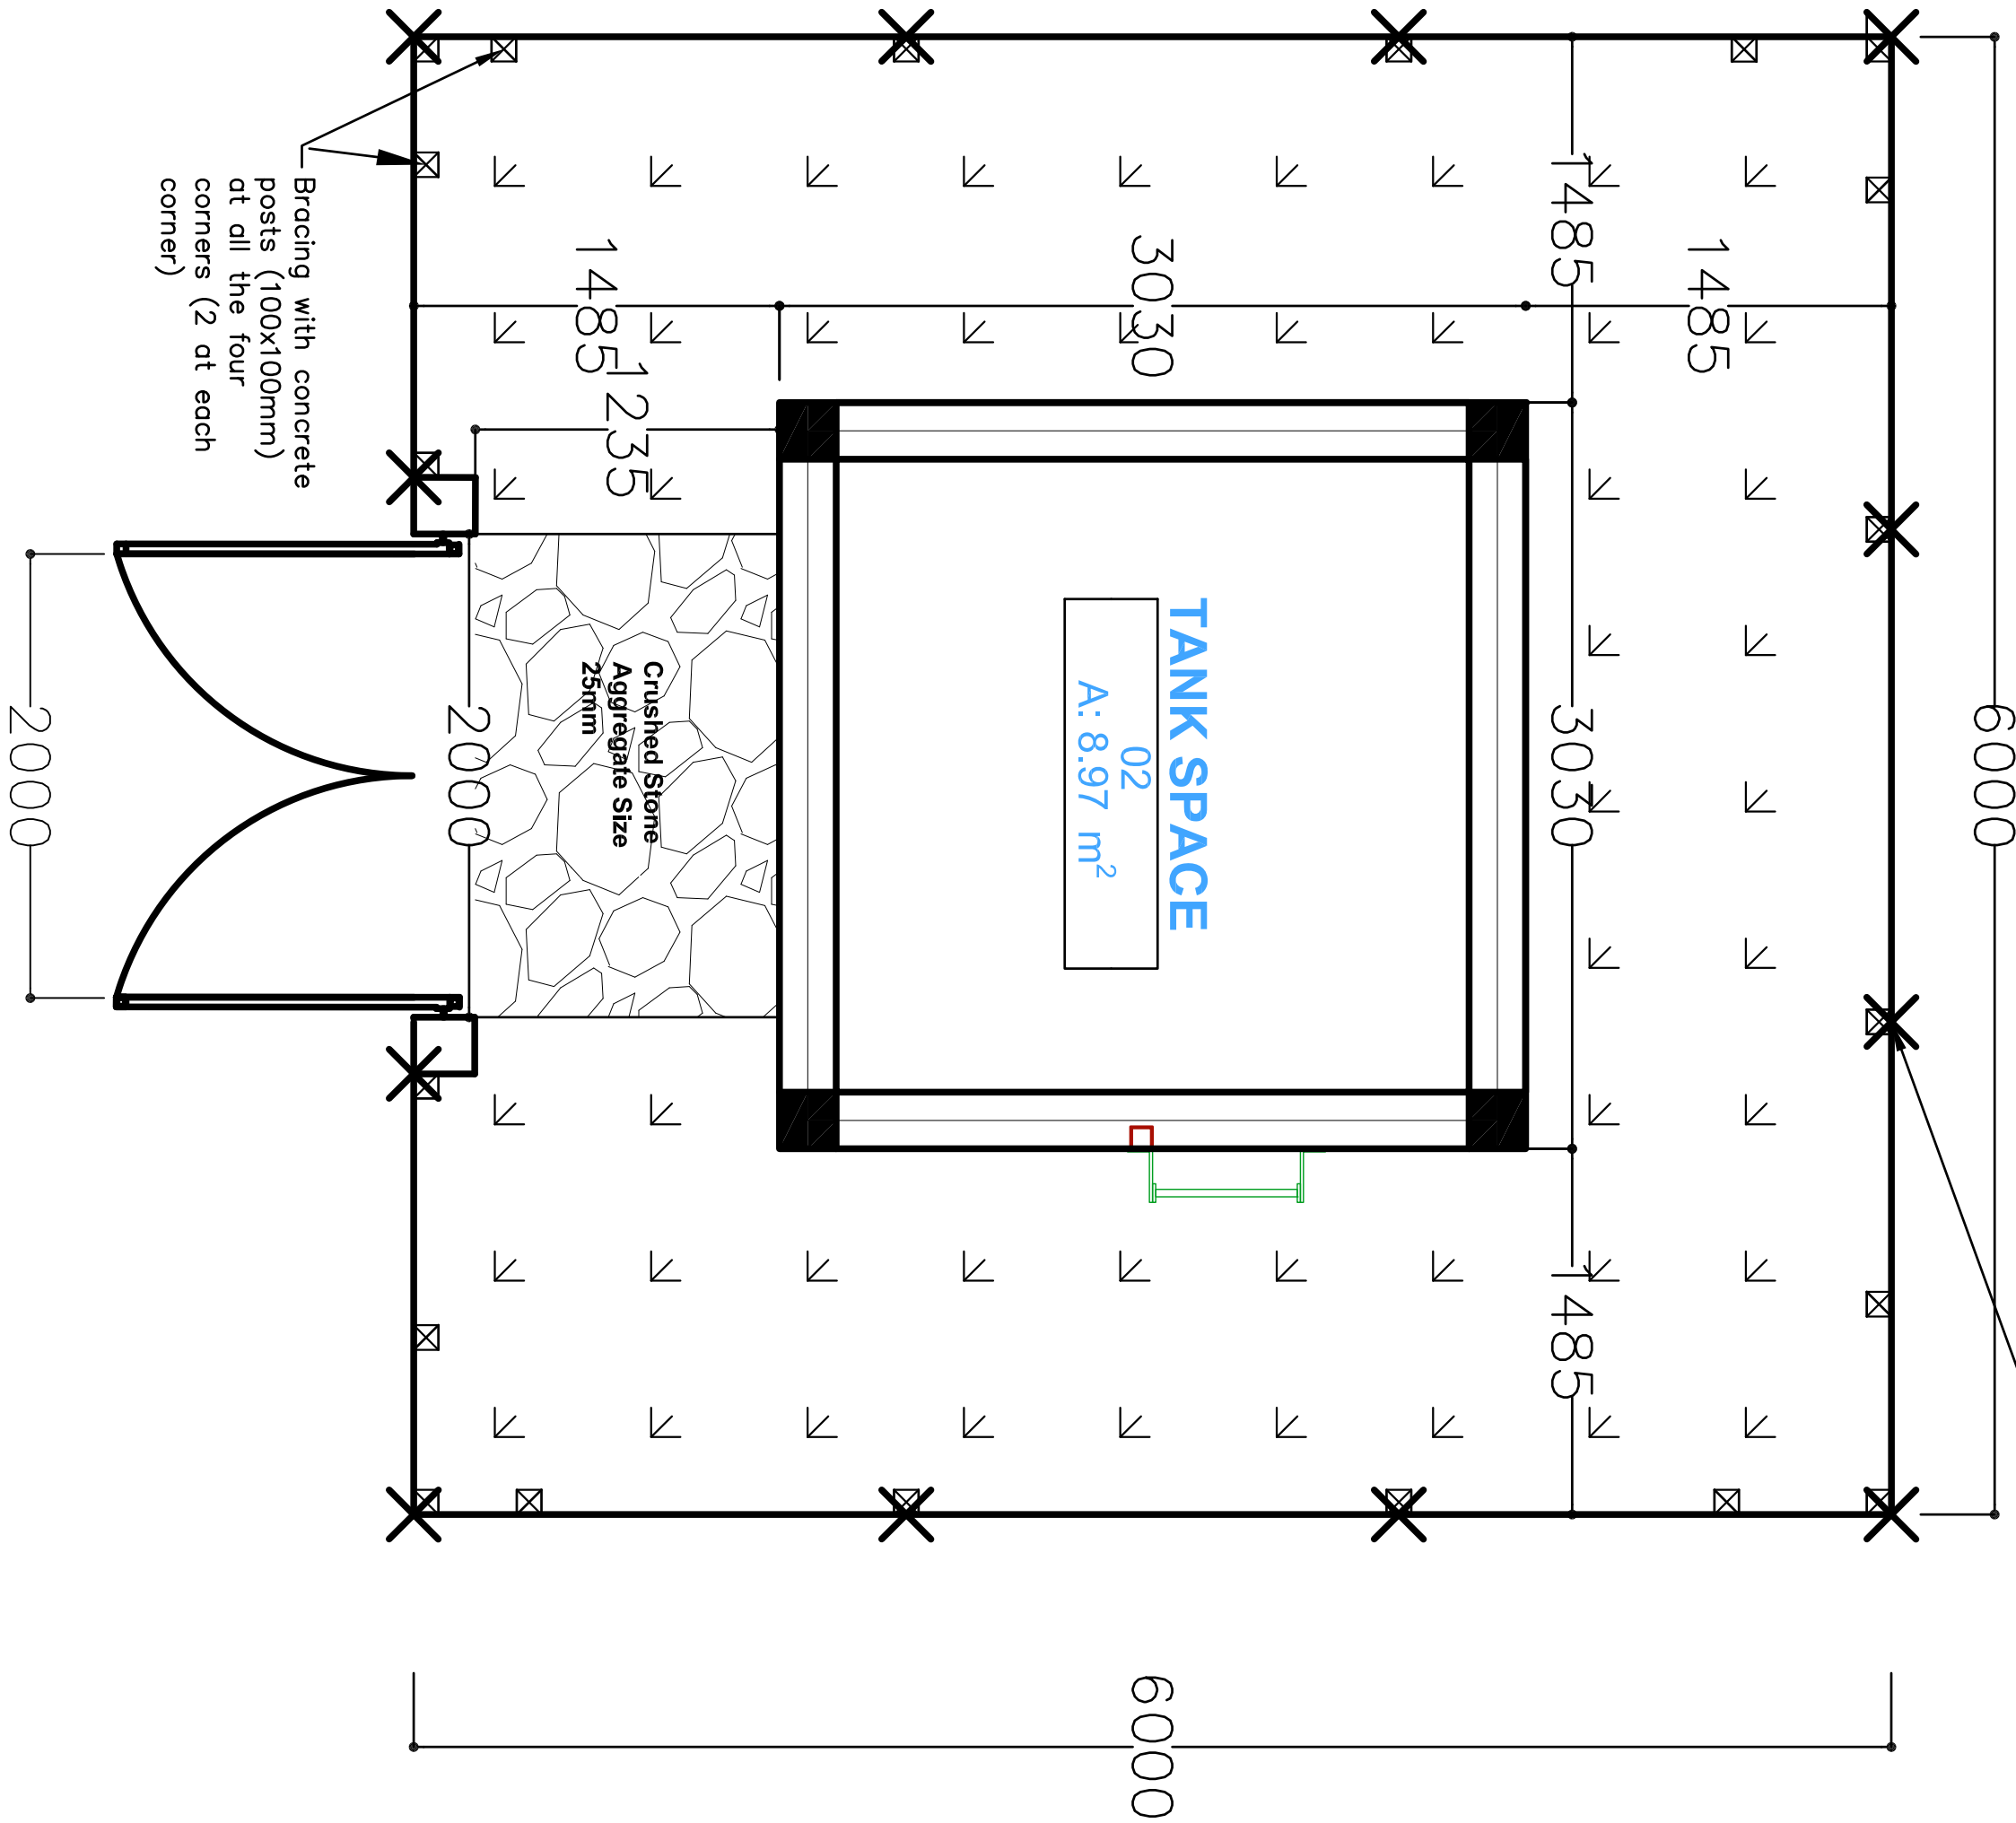 6000
1485
1485
3030
1485
1235
Bracing with concrete
posts (100x100mm)
at all the four
corners (2 at each
corner)
TANK SPACE
02
A: 8.97 m²
3030
Crushed Stone
Aggregate Size
25mm
2000
2000
1485
6000